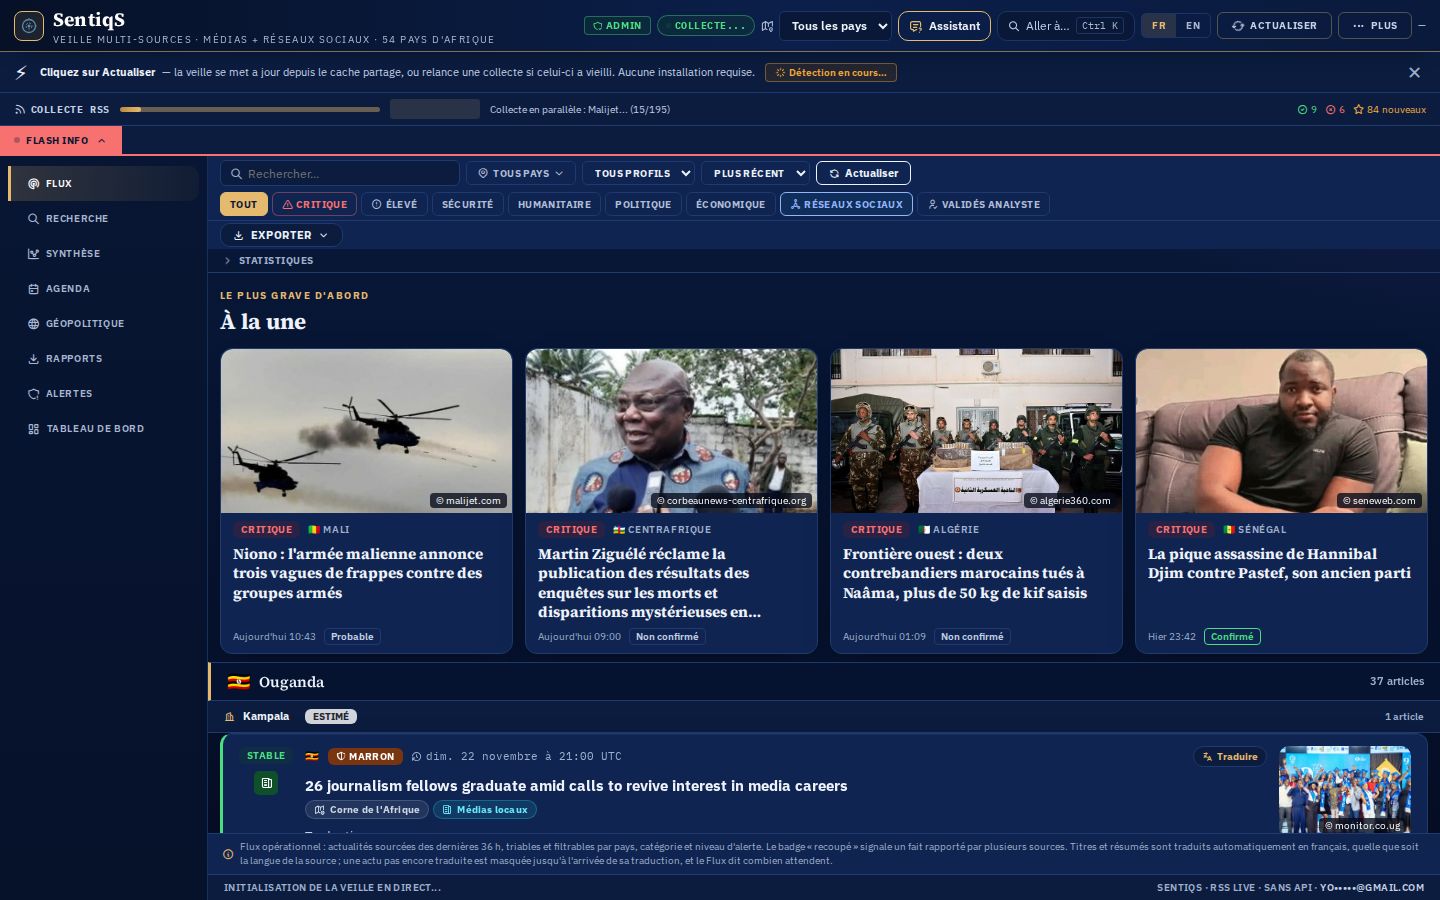 SentiqS
VEILLE MULTI-SOURCES · MÉDIAS + RÉSEAUX SOCIAUX · 54 PAYS D'AFRIQUE
ADMIN
COLLECTE...
Tous les pays
Assistant
Aller à... Ctrl K
FR EN
ACTUALISER
PLUS
Cliquez sur Actualiser — la veille se met a jour depuis le cache partage, ou relance une collecte si celui-ci a vieilli. Aucune installation requise.
Détection en cours...
COLLECTE RSS
Collecte en parallèle : Malijet... (15/195)
9 6 84 nouveaux
FLASH INFO
FLUX
RECHERCHE
SYNTHÈSE
AGENDA
GÉOPOLITIQUE
RAPPORTS
ALERTES
TABLEAU DE BORD
Rechercher...
TOUS PAYS
TOUS PROFILS
PLUS RÉCENT
Actualiser
TOUT
CRITIQUE
ÉLEVÉ
SÉCURITÉ
HUMANITAIRE
POLITIQUE
ÉCONOMIQUE
RÉSEAUX SOCIAUX
VALIDÉS ANALYSTE
EXPORTER
STATISTIQUES
LE PLUS GRAVE D'ABORD
À la une
© malijet.com
CRITIQUE MALI
Niono : l'armée malienne annonce
trois vagues de frappes contre des
groupes armés
Aujourd'hui 10:43 Probable
© corbeaunews-centrafrique.org
CRITIQUE CENTRAFRIQUE
Martin Ziguélé réclame la
publication des résultats des
enquêtes sur les morts et
disparitions mystérieuses en...
Aujourd'hui 09:00 Non confirmé
© algerie360.com
CRITIQUE ALGÉRIE
Frontière ouest : deux
contrebandiers marocains tués à
Naâma, plus de 50 kg de kif saisis
Aujourd'hui 01:09 Non confirmé
© seneweb.com
CRITIQUE SÉNÉGAL
La pique assassine de Hannibal
Djim contre Pastef, son ancien parti
Hier 23:42 Confirmé
Ouganda
37 articles
Kampala ESTIMÉ
1 article
STABLE
MARRON
dim. 22 novembre à 21:00 UTC
Traduire
26 journalism fellows graduate amid calls to revive interest in media careers
Corne de l'Afrique
Médias locaux
© monitor.co.ug
Flux opérationnel : actualités sourcées des dernières 36 h, triables et filtrables par pays, catégorie et niveau d'alerte. Le badge « recoupé » signale un fait rapporté par plusieurs sources. Titres et résumés sont traduits automatiquement en français, quelle que soit
la langue de la source ; une actu pas encore traduite est masquée jusqu'à l'arrivée de sa traduction, et le Flux dit combien attendent.
INITIALISATION DE LA VEILLE EN DIRECT...
SENTIQS · RSS LIVE · SANS API · YO•••••@GMAIL.COM